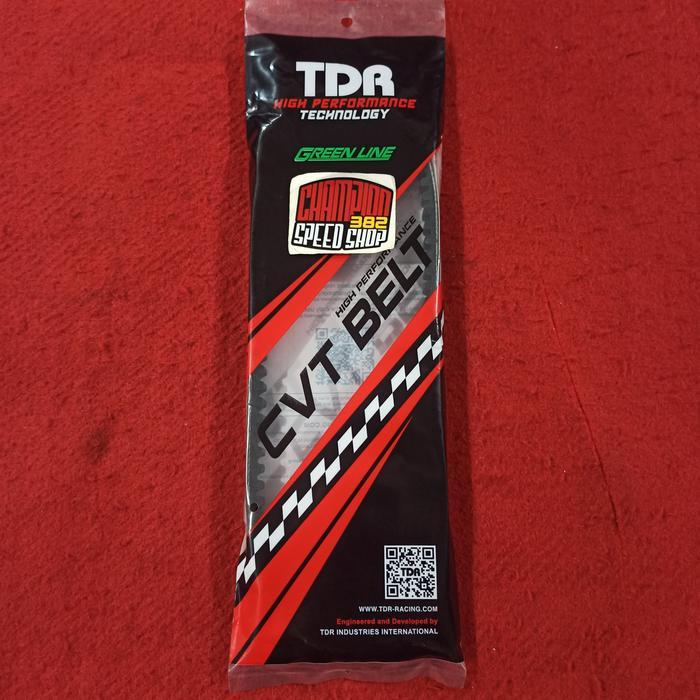 TDR
HIGH PERFORMANCE
TECHNOLOGY
GREEN LINE
CHAMPION
382
SPEED SHOP
HIGH PERFORMANCE
CVT BELT
TDR
WWW.TDR-RACING.COM
Engineered and Developed by
TDR INDUSTRIES INTERNATIONAL